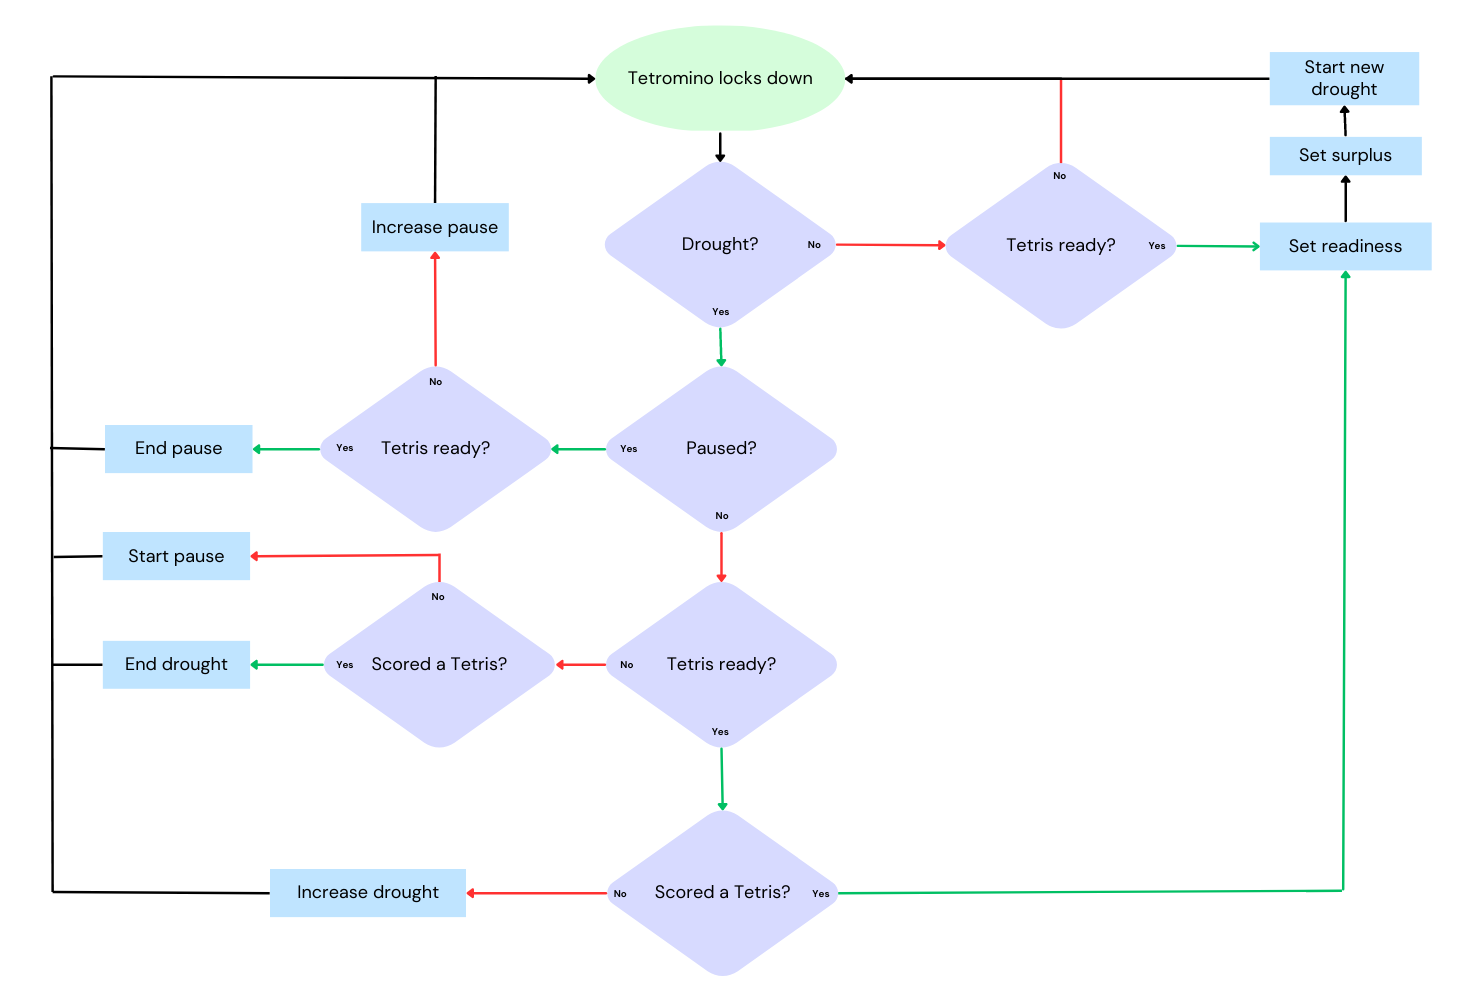 Tetromino locks down
Start new
drought
Set surplus
No
Increase pause
Drought?
No
Tetris ready?
Yes
Set readiness
Yes
No
End pause
Yes
Tetris ready?
Yes
Paused?
No
Start pause
No
End drought
Yes
Scored a Tetris?
No
Tetris ready?
Yes
Increase drought
No
Scored a Tetris?
Yes